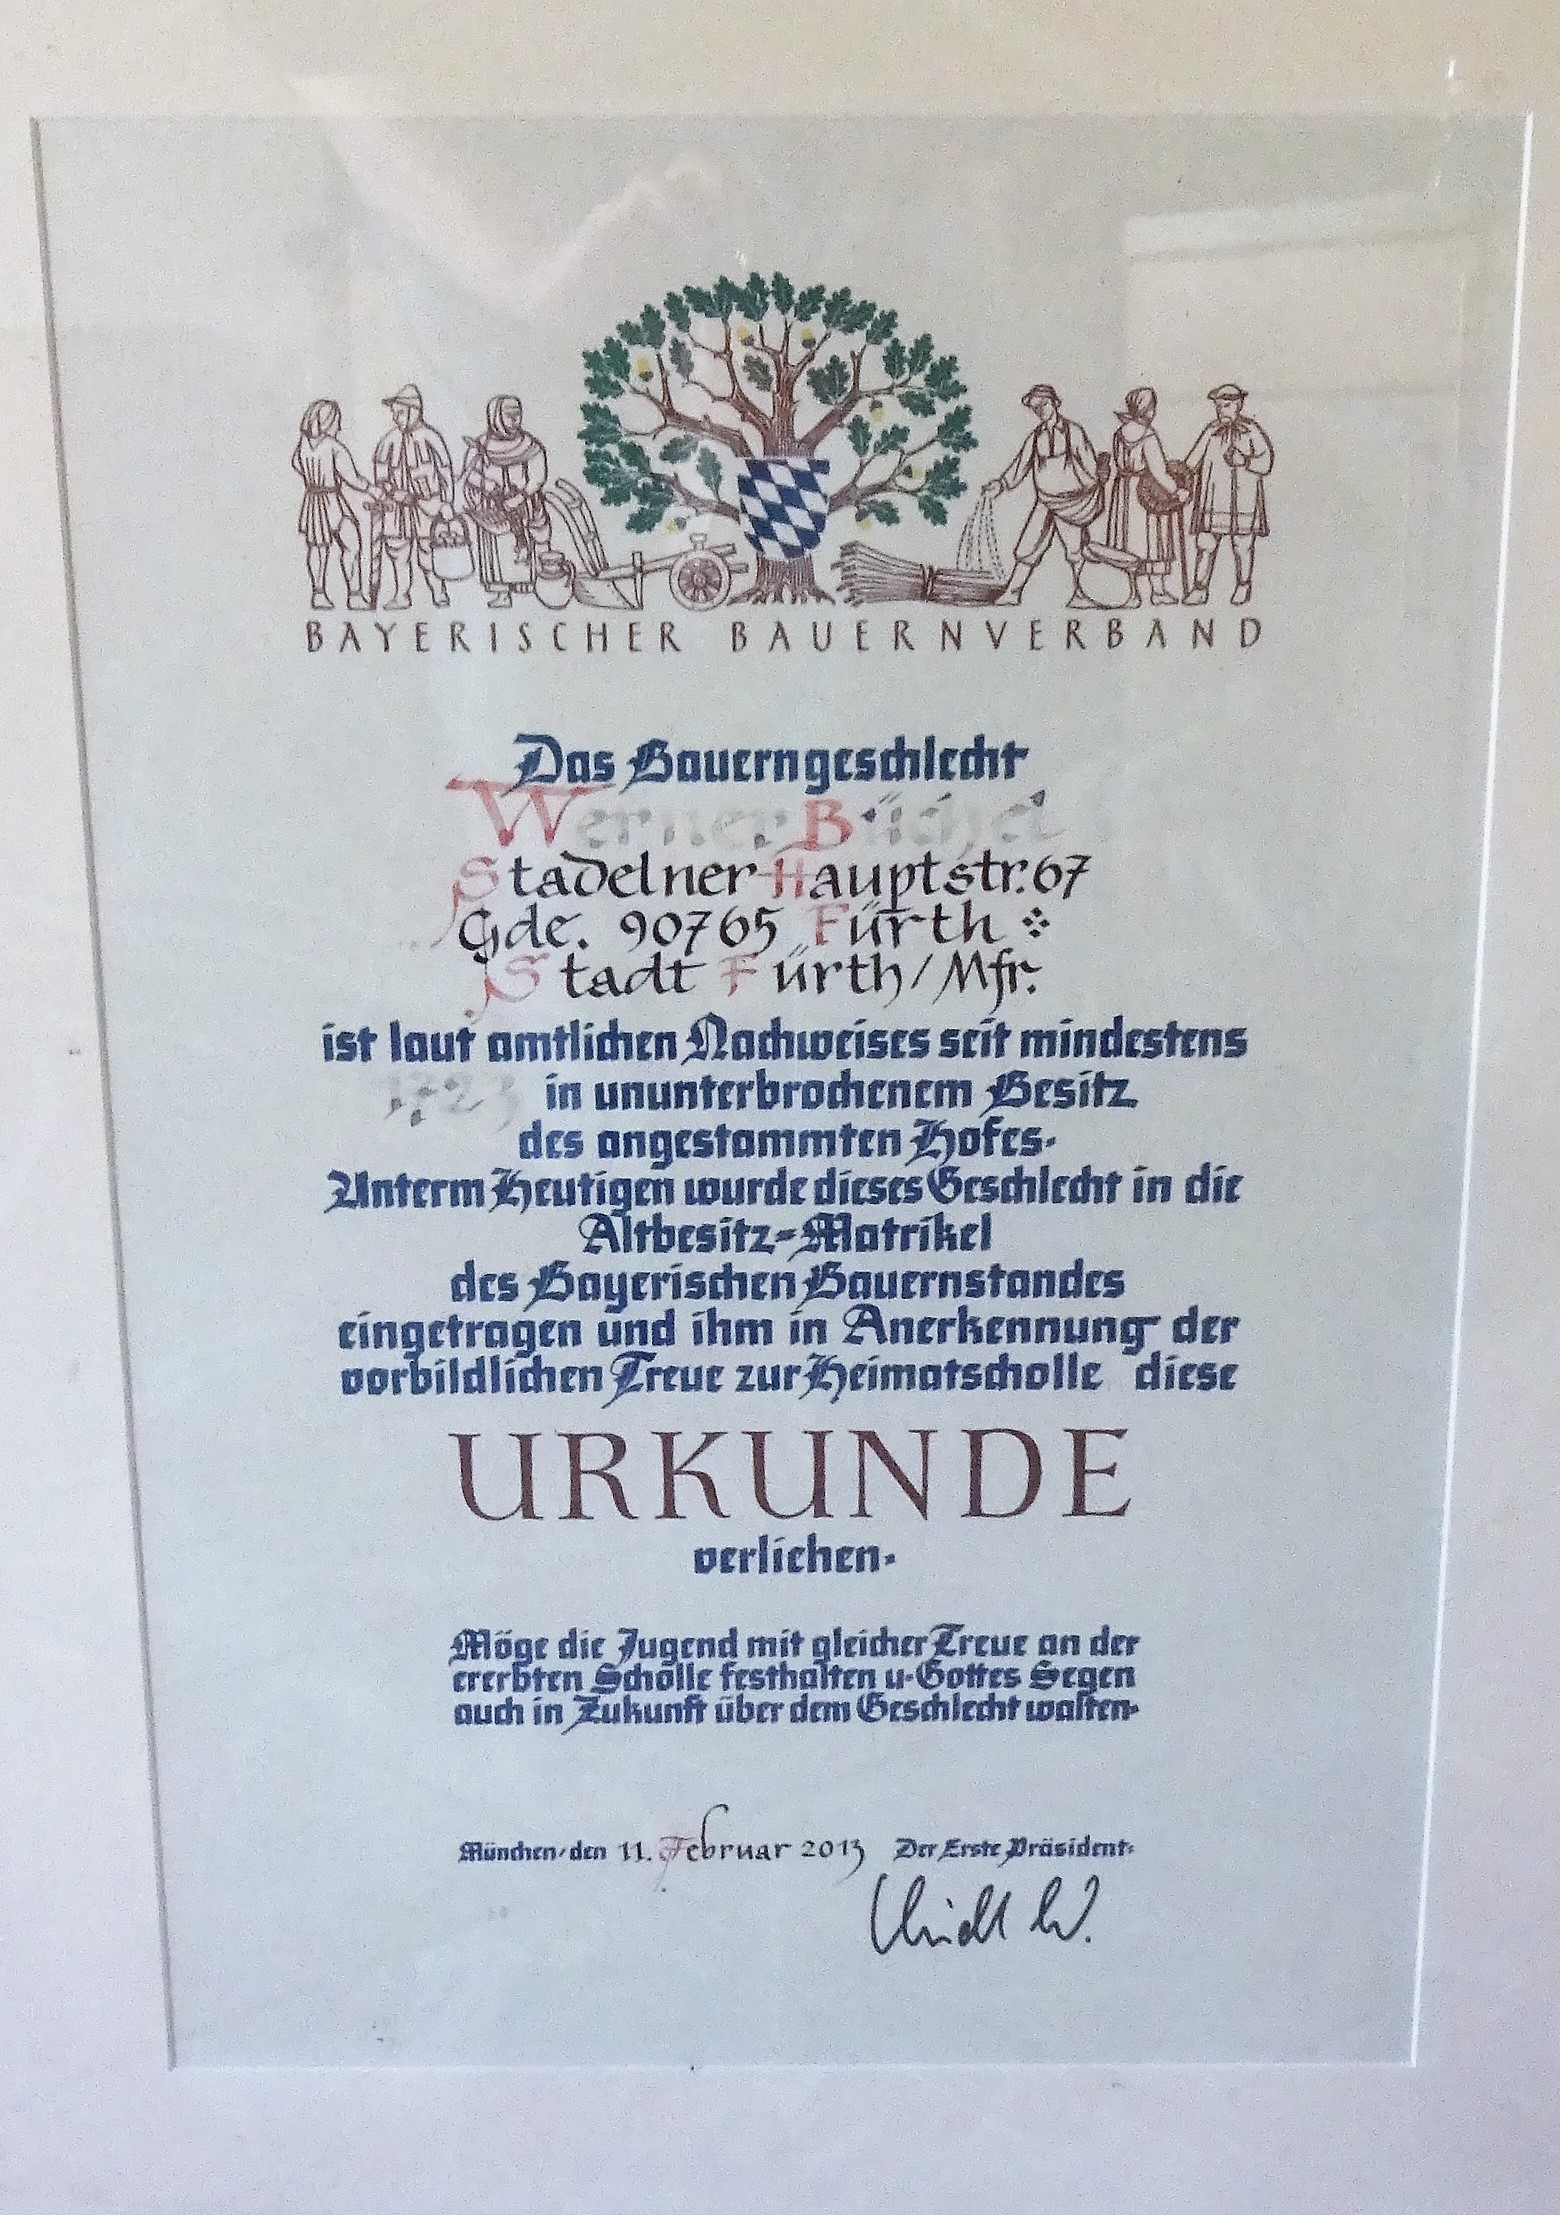 BAYERISCHER BAUERNVERBAND
Das Bauerngeschlecht
Werner Büchel
Stadelner Hauptstr. 67
Gde. 90765 Fürth
Stadt Fürth/Mfr.
ist laut amtlichen Nachweises seit mindestens
1723 in ununterbrochenem Besitz
des angestammten Hofes.
Unterm Heutigen wurde dieses Geschlecht in die
Altbesitz-Matrikel
des Bayerischen Bauernstandes
eingetragen und ihm in Anerkennung der
vorbildlichen Treue zur Heimatscholle diese
URKUNDE
verliehen.
Möge die Jugend mit gleicher Treue an der
ererbten Scholle festhalten u. Gottes Segen
auch in Zukunft über dem Geschlecht walten.
München, den 11. Februar 2013 Der Erste Präsident: